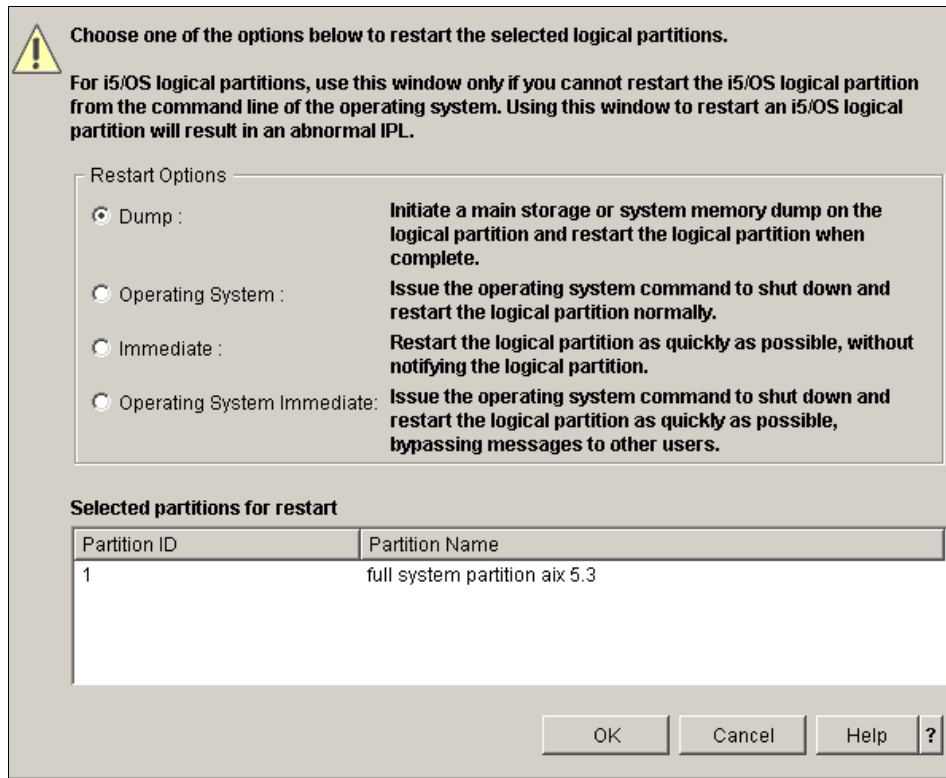 Choose one of the options below to restart the selected logical partitions.
For i5/OS logical partitions, use this window only if you cannot restart the i5/OS logical partition
from the command line of the operating system. Using this window to restart an i5/OS logical
partition will result in an abnormal IPL.
Restart Options
Dump :
Initiate a main storage or system memory dump on the
logical partition and restart the logical partition when
complete.
Operating System :
Issue the operating system command to shut down and
restart the logical partition normally.
Immediate :
Restart the logical partition as quickly as possible, without
notifying the logical partition.
Operating System Immediate:
Issue the operating system command to shut down and
restart the logical partition as quickly as possible,
bypassing messages to other users.
Selected partitions for restart
Partition ID Partition Name
1 full system partition aix 5.3
OK Cancel Help ?